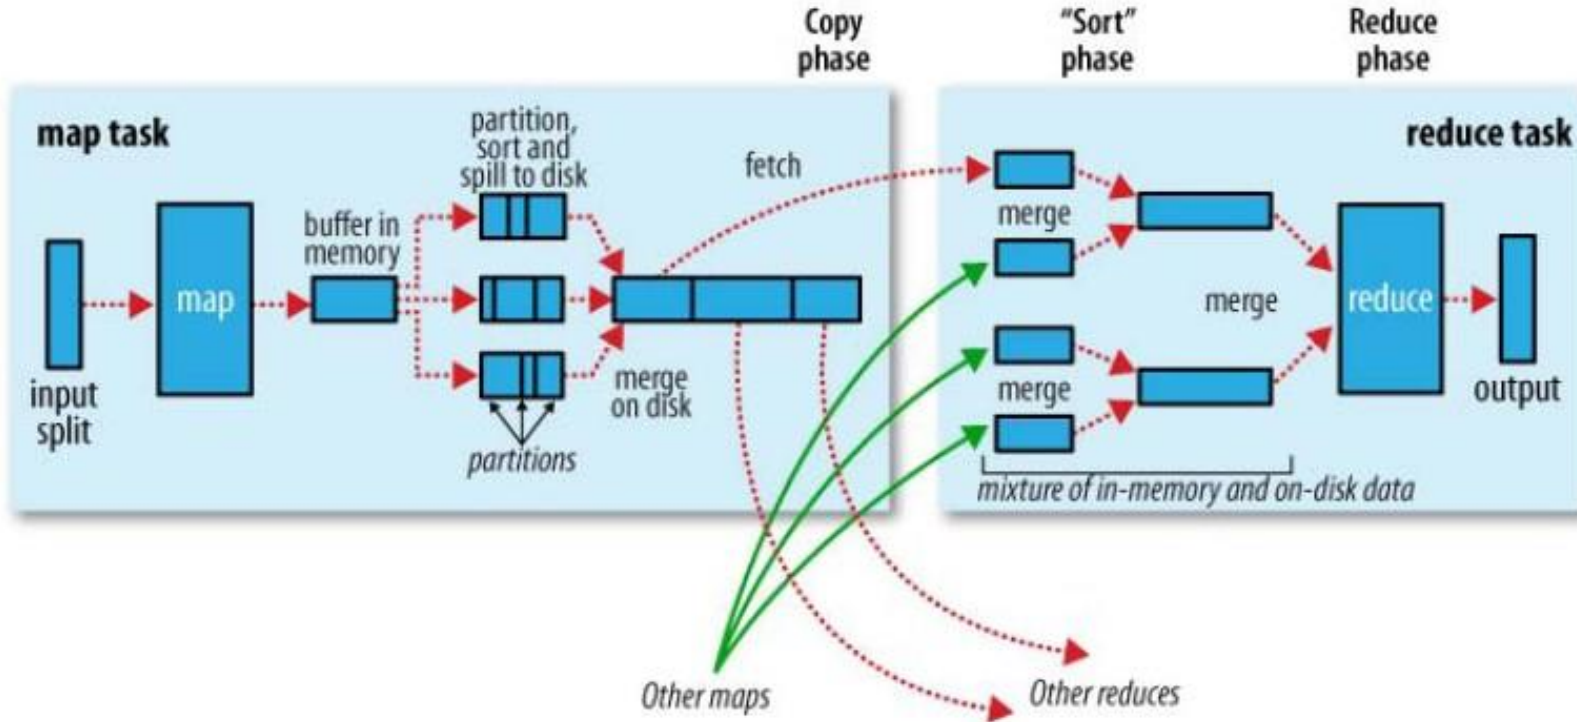 Copy
phase
“Sort”
phase
Reduce
phase
map task
partition,
sort and
spill to disk
buffer in
memory
map
input
split
partitions
merge
on disk
fetch
reduce task
merge
merge
merge
reduce
output
mixture of in-memory and on-disk data
Other maps
Other reduces